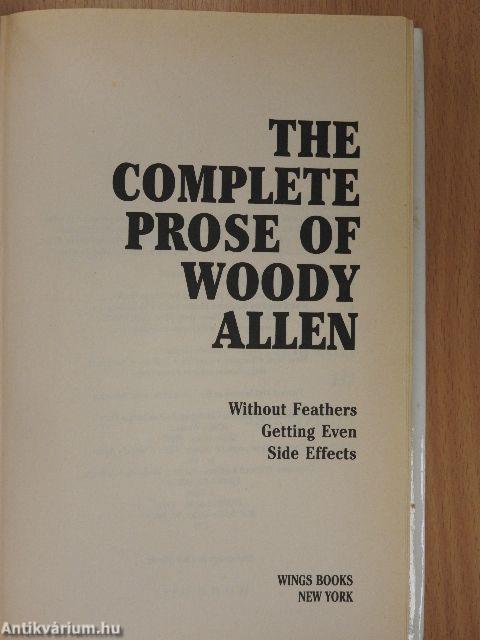 THE
COMPLETE
PROSE OF
WOODY
ALLEN
Without Feathers
Getting Even
Side Effects
WINGS BOOKS
NEW YORK
Antikvárium.hu